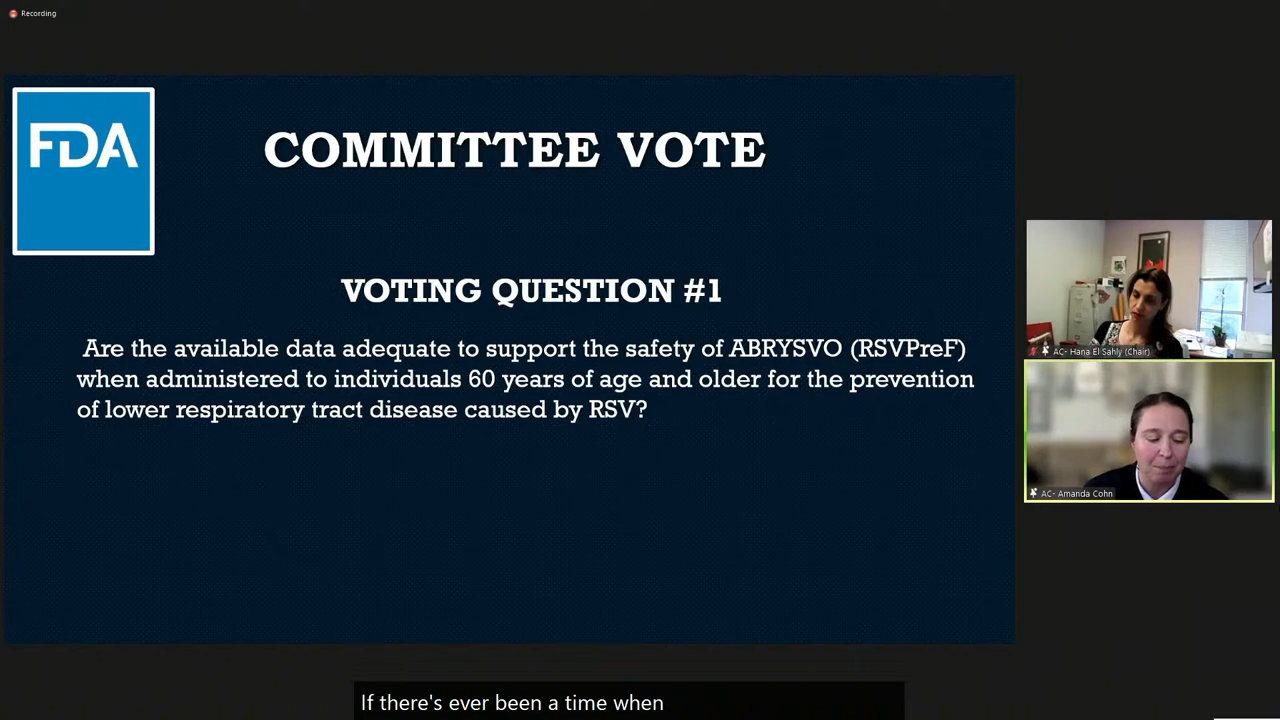 Recording
FDA
COMMITTEE VOTE
VOTING QUESTION #1
Are the available data adequate to support the safety of ABRYSVO (RSVPreF)
when administered to individuals 60 years of age and older for the prevention
of lower respiratory tract disease caused by RSV?
AC- Hana El Sahly (Chair)
AC- Amanda Cohn
If there's ever been a time when